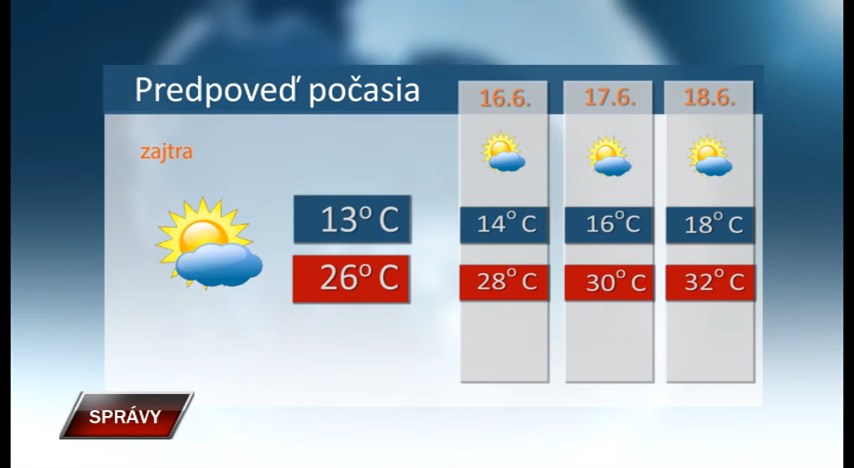 Predpoveď počasia
zajtra
13° C
26° C
16.6.
14° C
28° C
17.6.
16°C
30° C
18.6.
18° C
32° C
SPRÁVY